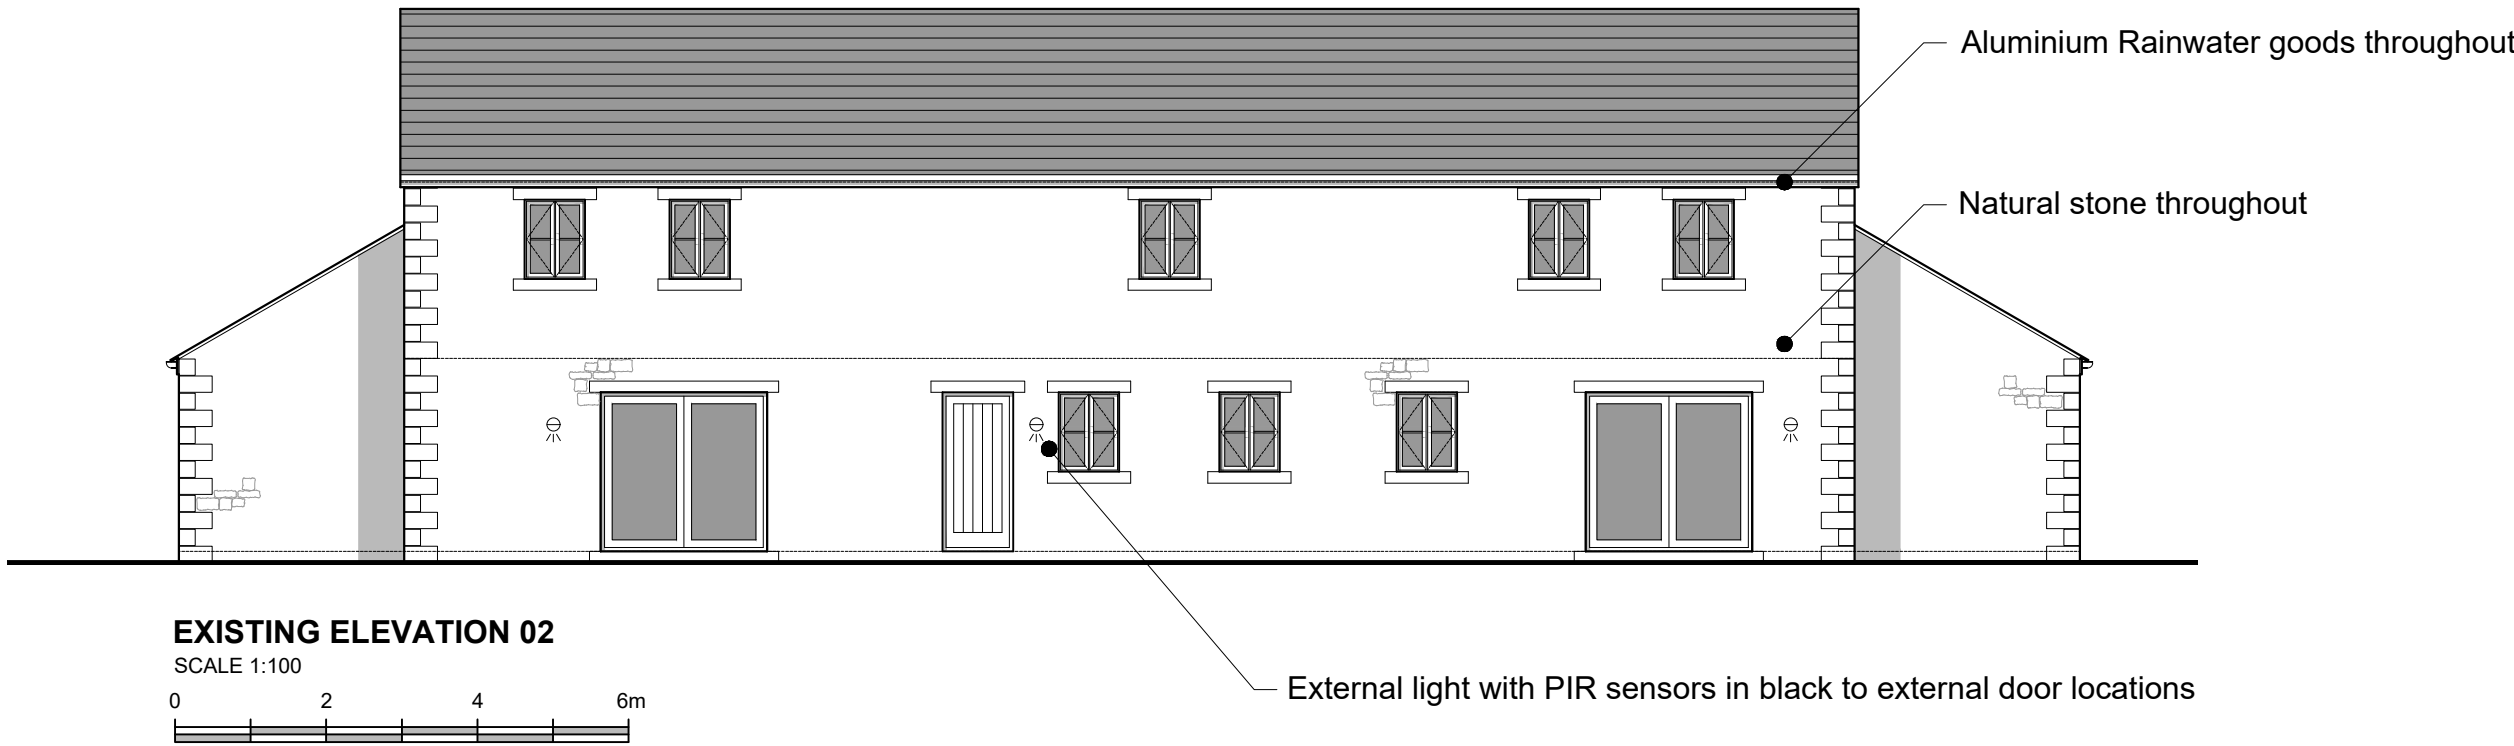 Aluminium Rainwater goods throughout
Natural stone throughout
EXISTING ELEVATION 02
SCALE 1:100
0 2 4 6m
External light with PIR sensors in black to external door locations